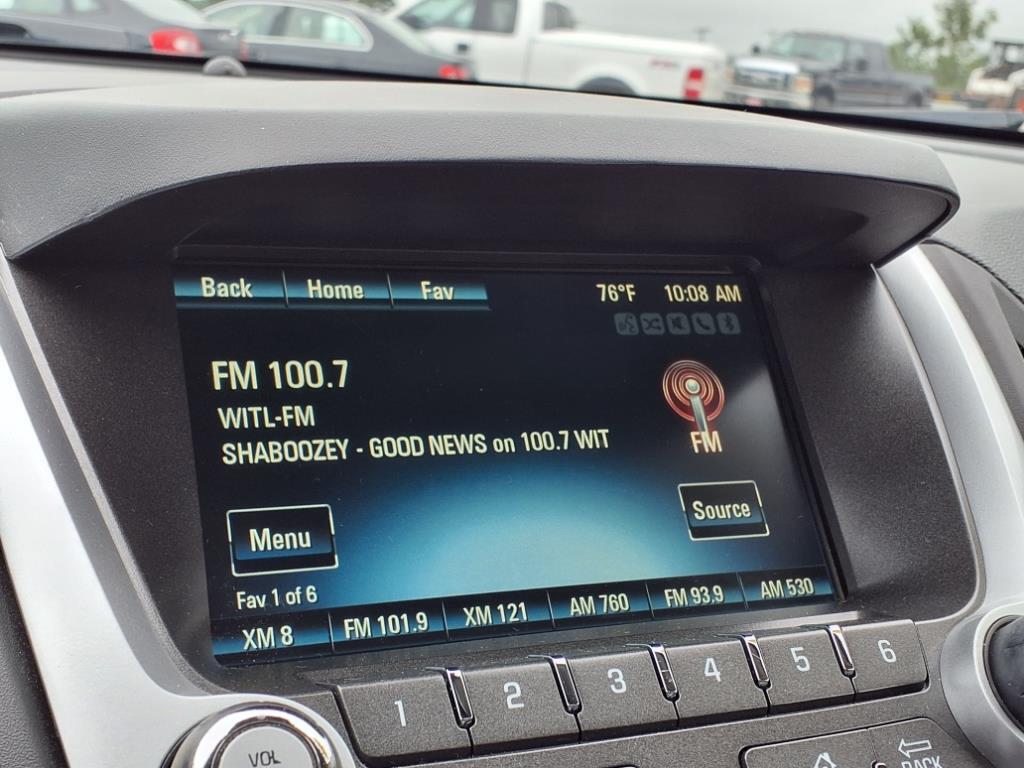 Back Home Fav 76°F 10:08 AM
FM 100.7
WITL-FM
SHABOOZEY - GOOD NEWS on 100.7 WIT
FM
Menu
Source
Fav 1 of 6
XM 8 FM 101.9 XM 121 AM 760 FM 93.9 AM 530
1 2 3 4 5 6
VOL
BACK